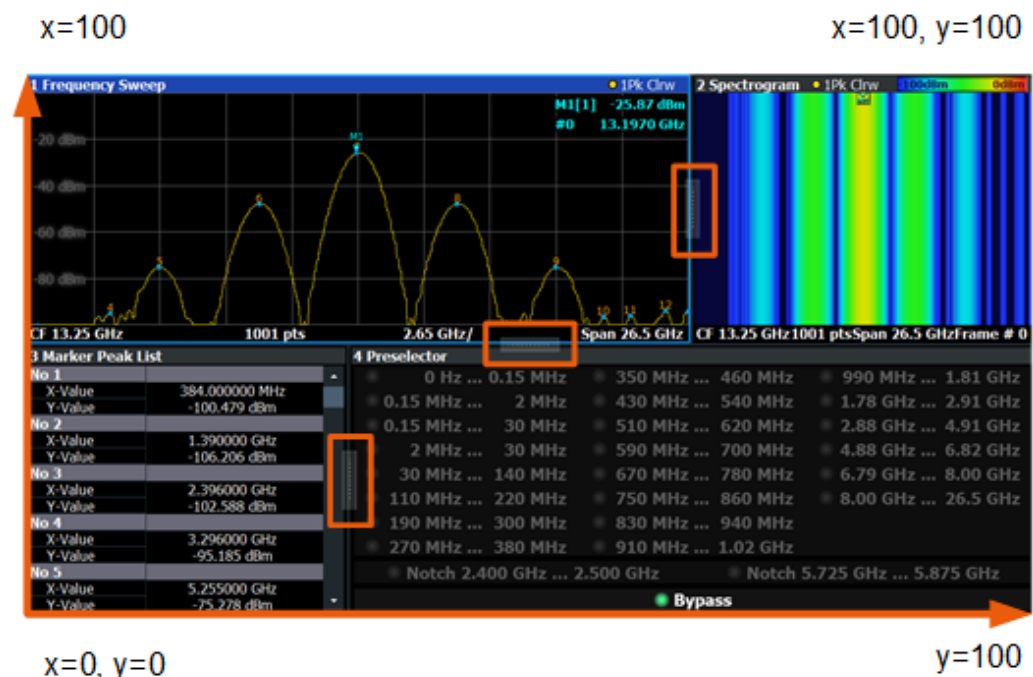 x=100
x=100, y=100
1 Frequency Sweep
1Pk Clrw
M1[1] -25.87 dBm
#0 13.1970 GHz
-20 dBm
M1
-40 dBm
6
8
-60 dBm
5
9
-80 dBm
4
10
11
12
CF 13.25 GHz 1001 pts 2.65 GHz/ Span 26.5 GHz
2 Spectrogram 1Pk Clrw -100dBm 0dBm
CF 13.25 GHz1001 ptsSpan 26.5 GHzFrame # 0
3 Marker Peak List
No 1
X-Value 384.000000 MHz
Y-Value -100.479 dBm
No 2
X-Value 1.390000 GHz
Y-Value -106.206 dBm
No 3
X-Value 2.396000 GHz
Y-Value -102.588 dBm
No 4
X-Value 3.296000 GHz
Y-Value -95.185 dBm
No 5
X-Value 5.255000 GHz
Y-Value -75.278 dBm
4 Preselector
0 Hz ... 0.15 MHz 350 MHz ... 460 MHz 990 MHz ... 1.81 GHz
0.15 MHz ... 2 MHz 430 MHz ... 540 MHz 1.78 GHz ... 2.91 GHz
0.15 MHz ... 30 MHz 510 MHz ... 620 MHz 2.88 GHz ... 4.91 GHz
2 MHz ... 30 MHz 590 MHz ... 700 MHz 4.88 GHz ... 6.82 GHz
30 MHz ... 140 MHz 670 MHz ... 780 MHz 6.79 GHz ... 8.00 GHz
110 MHz ... 220 MHz 750 MHz ... 860 MHz 8.00 GHz ... 26.5 GHz
190 MHz ... 300 MHz 830 MHz ... 940 MHz
270 MHz ... 380 MHz 910 MHz ... 1.02 GHz
Notch 2.400 GHz ... 2.500 GHz Notch 5.725 GHz ... 5.875 GHz
Bypass
x=0, y=0
y=100